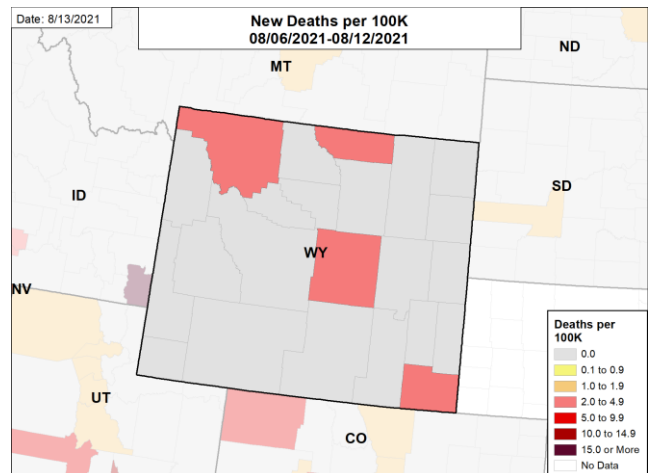 Date: 8/13/2021
New Deaths per 100K
08/06/2021-08/12/2021
ND
MT
ID
SD
WY
NV
UT
CO
Deaths per
100K
0.0
0.1 to 0.9
1.0 to 1.9
2.0 to 4.9
5.0 to 9.9
10.0 to 14.9
15.0 or More
No Data